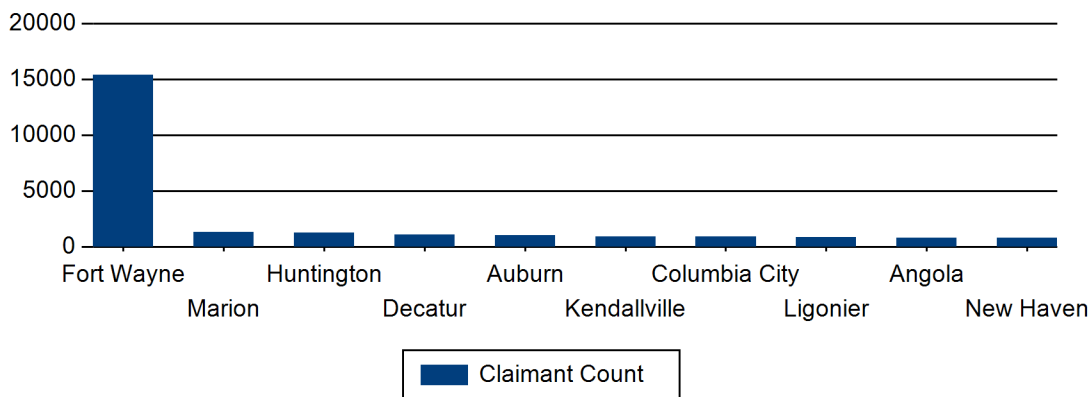 20000
15000
10000
5000
0
Fort Wayne Huntington Auburn Columbia City Angola
Marion Decatur Kendallville Ligonier New Haven
Claimant Count